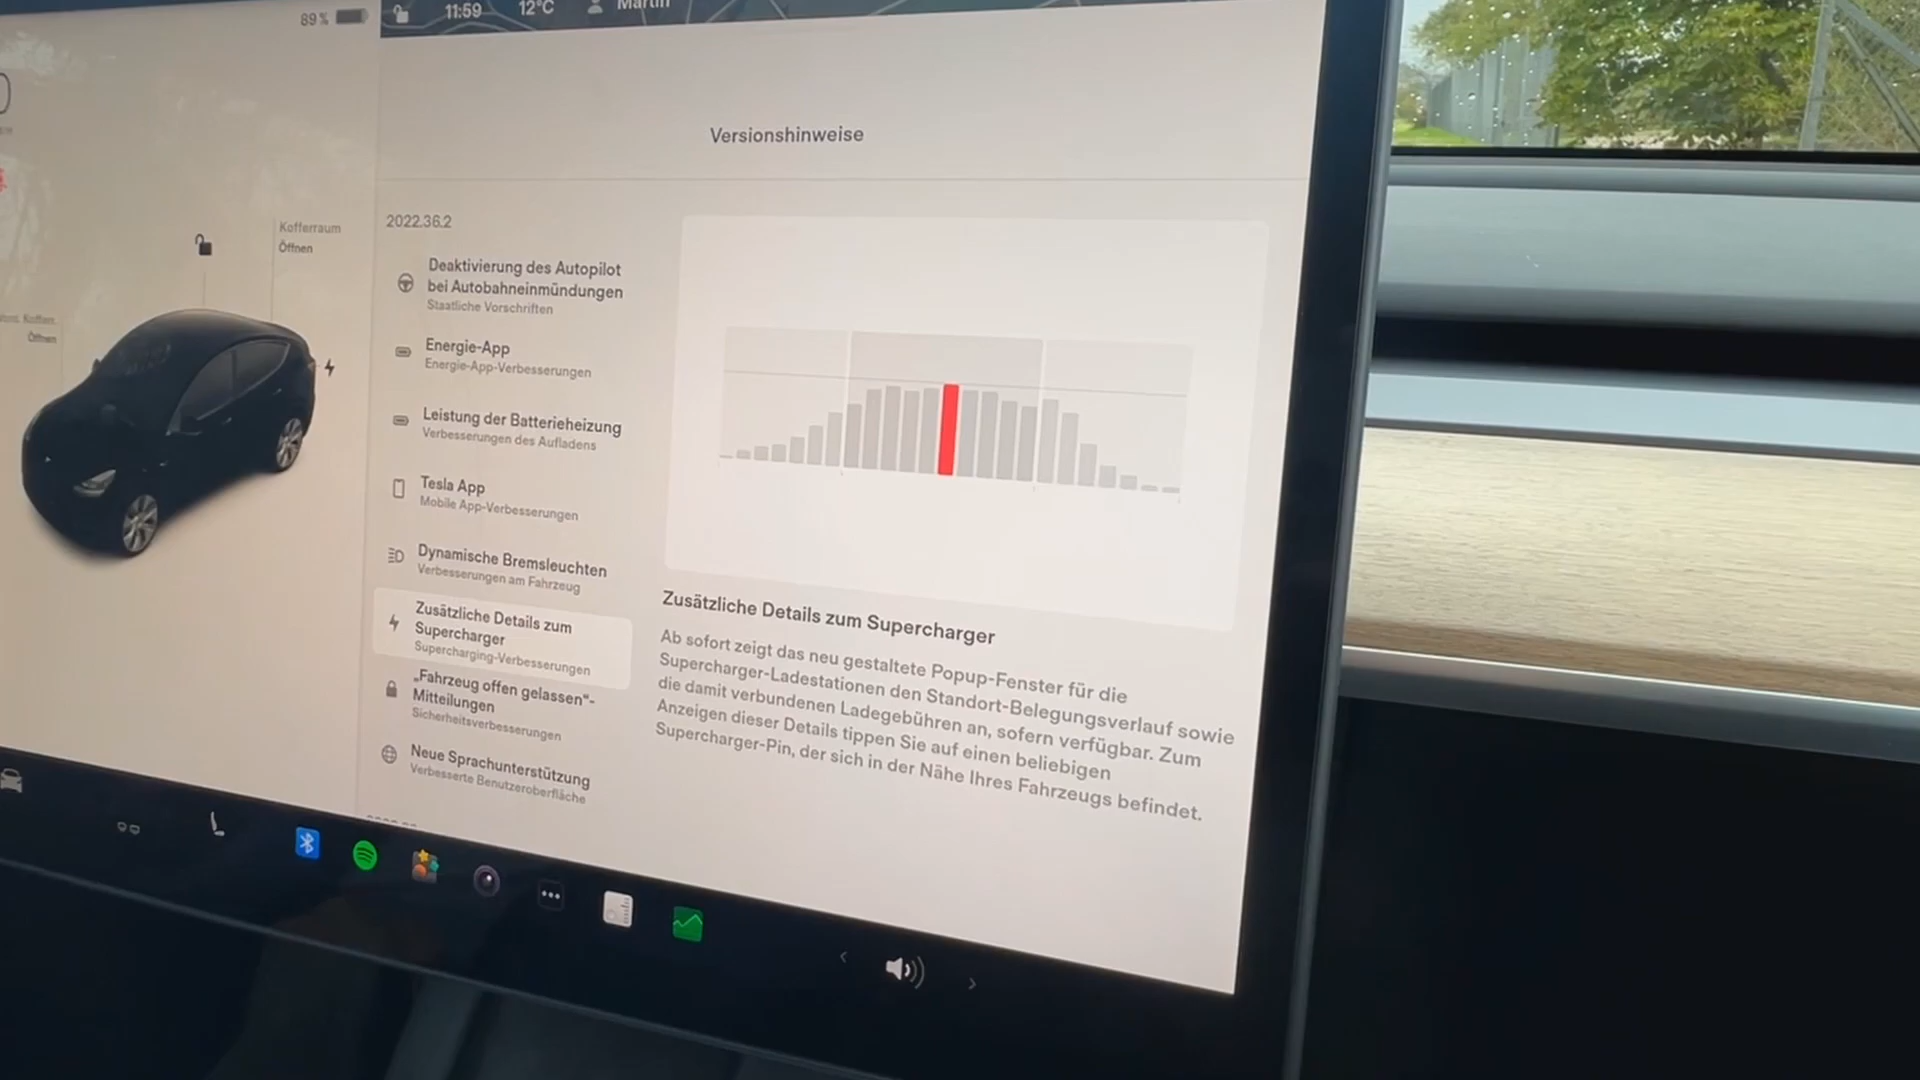 89 %
11:59
12°C
Martin
Versionshinweise
Kofferraum
Öffnen
Öffnen
2022.36.2
Deaktivierung des Autopilot
bei Autobahneinmündungen
Staatliche Vorschriften
Energie-App
Energie-App-Verbesserungen
Leistung der Batterieheizung
Verbesserungen des Aufladens
Tesla App
Mobile App-Verbesserungen
Dynamische Bremsleuchten
Verbesserungen am Fahrzeug
Zusätzliche Details zum
Supercharger
Supercharging-Verbesserungen
„Fahrzeug offen gelassen“-
Mitteilungen
Sicherheitsverbesserungen
Neue Sprachunterstützung
Verbesserte Benutzeroberfläche
Zusätzliche Details zum Supercharger
Ab sofort zeigt das neu gestaltete Popup-Fenster für die
Supercharger-Ladestationen den Standort-Belegungsverlauf sowie
die damit verbundenen Ladegebühren an, sofern verfügbar. Zum
Anzeigen dieser Details tippen Sie auf einen beliebigen
Supercharger-Pin, der sich in der Nähe Ihres Fahrzeugs befindet.